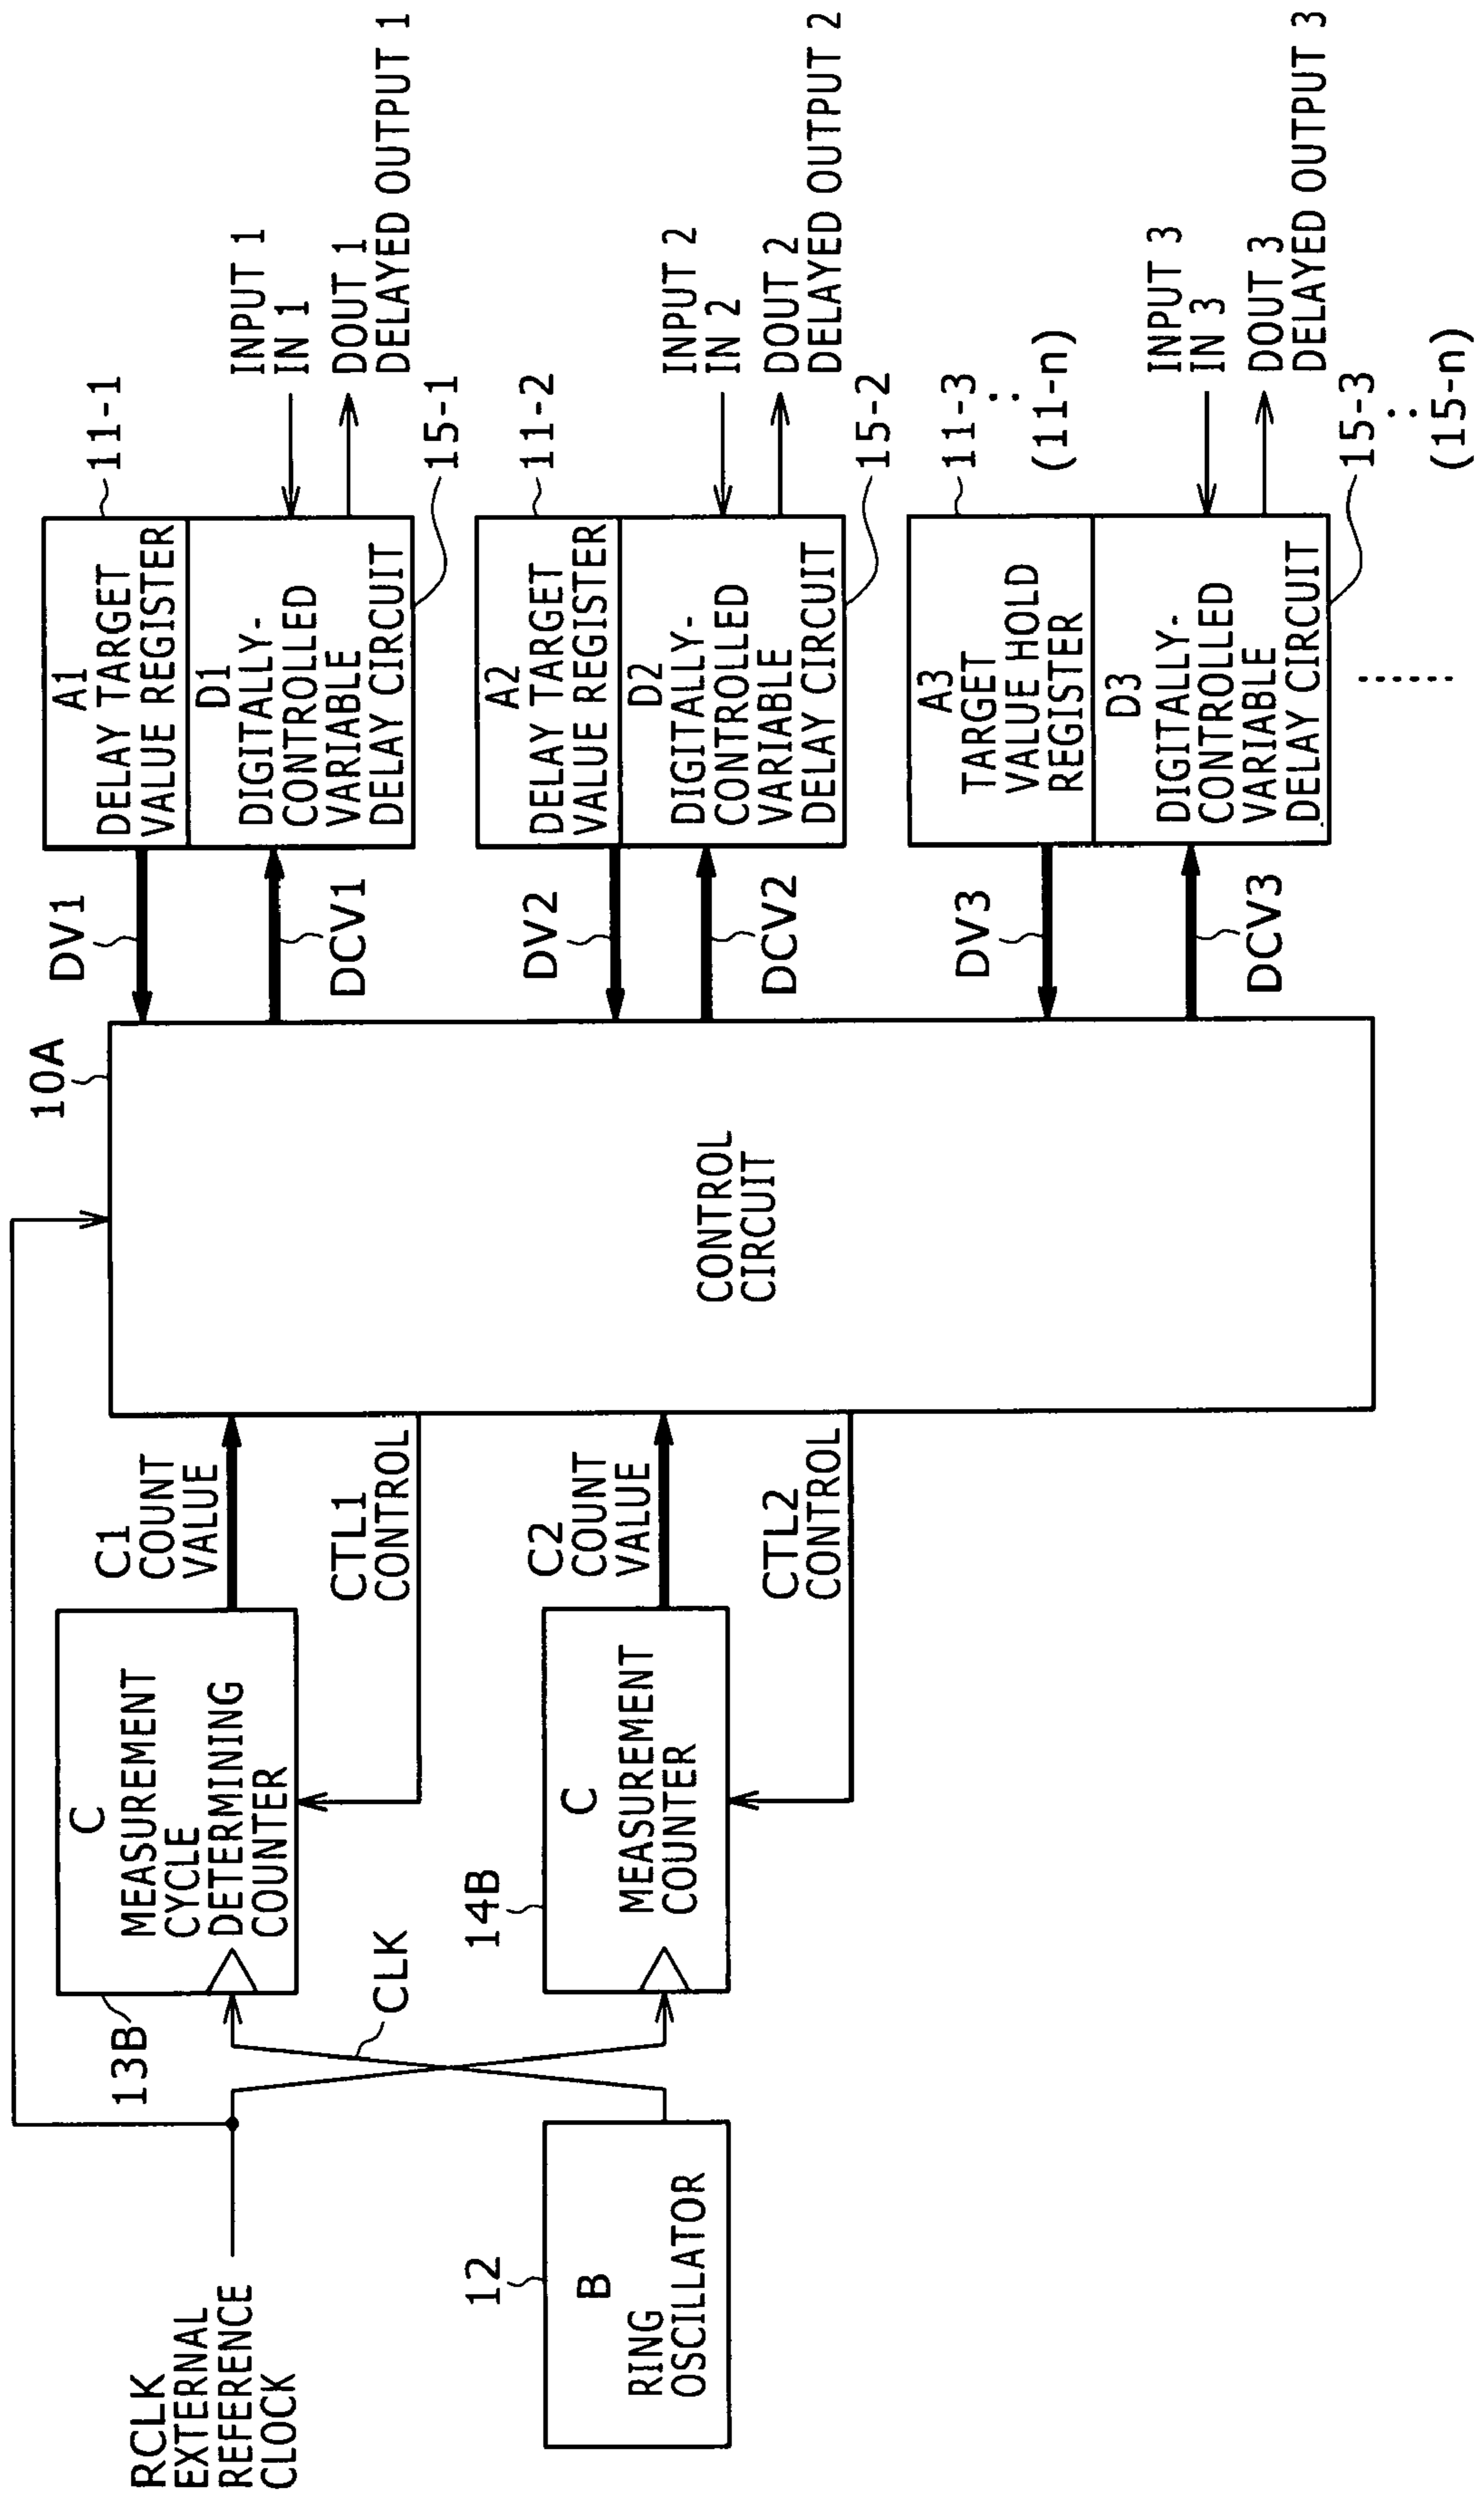 RCLK
EXTERNAL
REFERENCE
CLOCK
12
B
RING
OSCILLATOR
13B
C
MEASUREMENT
CYCLE
DETERMINING
COUNTER
CLK
14B
C
MEASUREMENT
COUNTER
C1
COUNT
VALUE
CTL1
CONTROL
C2
COUNT
VALUE
CTL2
CONTROL
10A
CONTROL
CIRCUIT
DV1
DCV1
DV2
DCV2
DV3
DCV3
A1
DELAY TARGET
VALUE REGISTER
D1
DIGITALLY-
CONTROLLED
VARIABLE
DELAY CIRCUIT
A2
DELAY TARGET
VALUE REGISTER
D2
DIGITALLY-
CONTROLLED
VARIABLE
DELAY CIRCUIT
A3
TARGET
VALUE HOLD
REGISTER
D3
DIGITALLY-
CONTROLLED
VARIABLE
DELAY CIRCUIT
11-1
INPUT 1
IN 1
DOUT 1
DELAYED OUTPUT 1
15-1
11-2
INPUT 2
IN 2
DOUT 2
DELAYED OUTPUT 2
15-2
11-3
(11-n)
INPUT 3
IN 3
DOUT 3
DELAYED OUTPUT 3
15-3
(15-n)